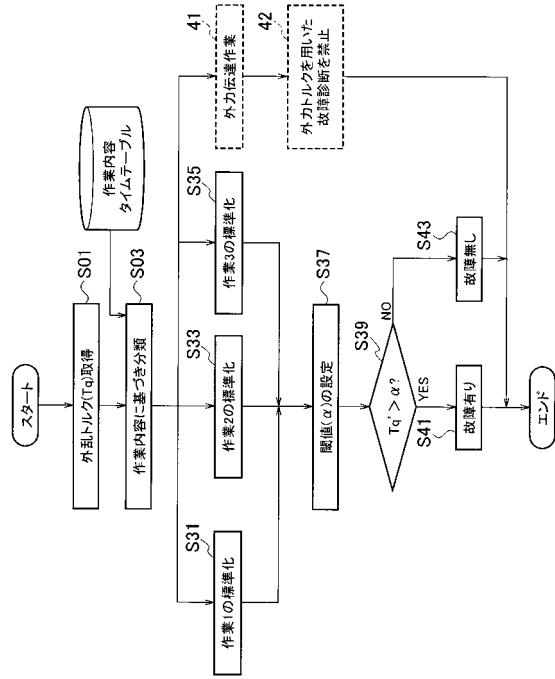 スタート
外乱トルク(Tq)取得
S01
作業内容
タイムテーブル
作業内容に基づき分類
S03
作業1の標準化
S31
作業2の標準化
S33
作業3の標準化
S35
外力伝達作業
41
外力トルクを用いた
故障診断を禁止
42
閾値(α)の設定
S37
Tq'>α?
S39
NO
YES
故障有り
S41
故障無し
S43
エンド